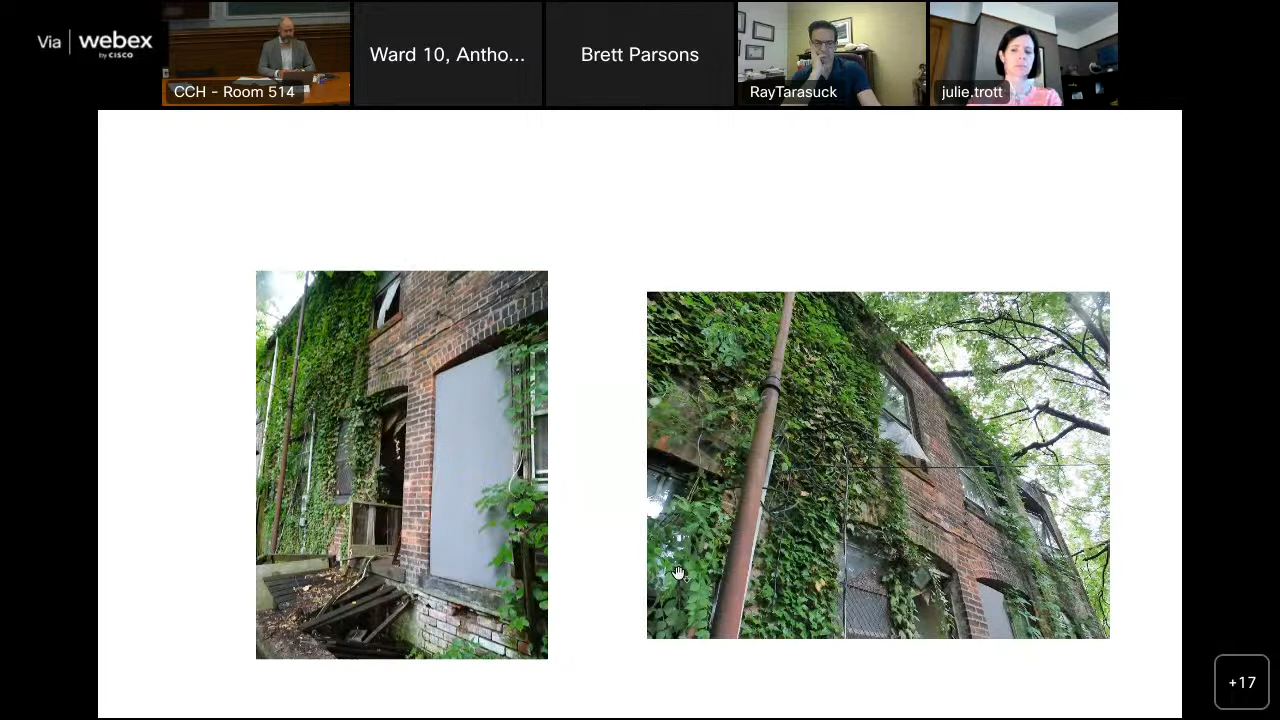 Via | webex
by CISCO
CCH - Room 514
Ward 10, Antho...
Brett Parsons
RayTarasuck
julie.trott
+17